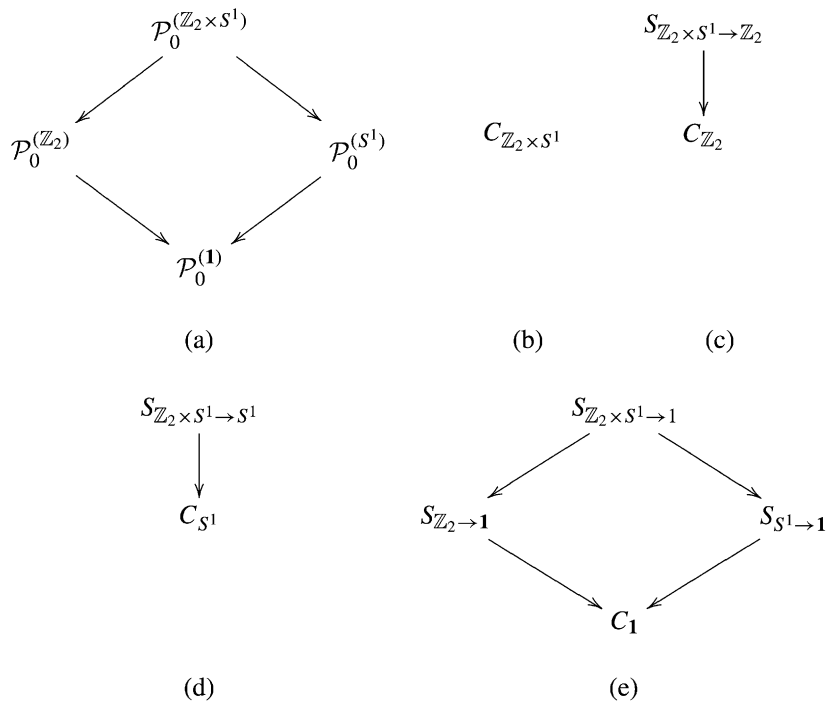 𝒫₀^(ℤ₂×S¹) S_{ℤ₂×S¹→ℤ₂}
𝒫₀^(ℤ₂) 𝒫₀^(S¹) C_{ℤ₂×S¹} C_{ℤ₂}
𝒫₀^(𝟏)
(a) (b) (c)
S_{ℤ₂×S¹→S¹} S_{ℤ₂×S¹→1}
C_{S¹} S_{ℤ₂→𝟏} S_{S¹→𝟏}
C_𝟏
(d) (e)